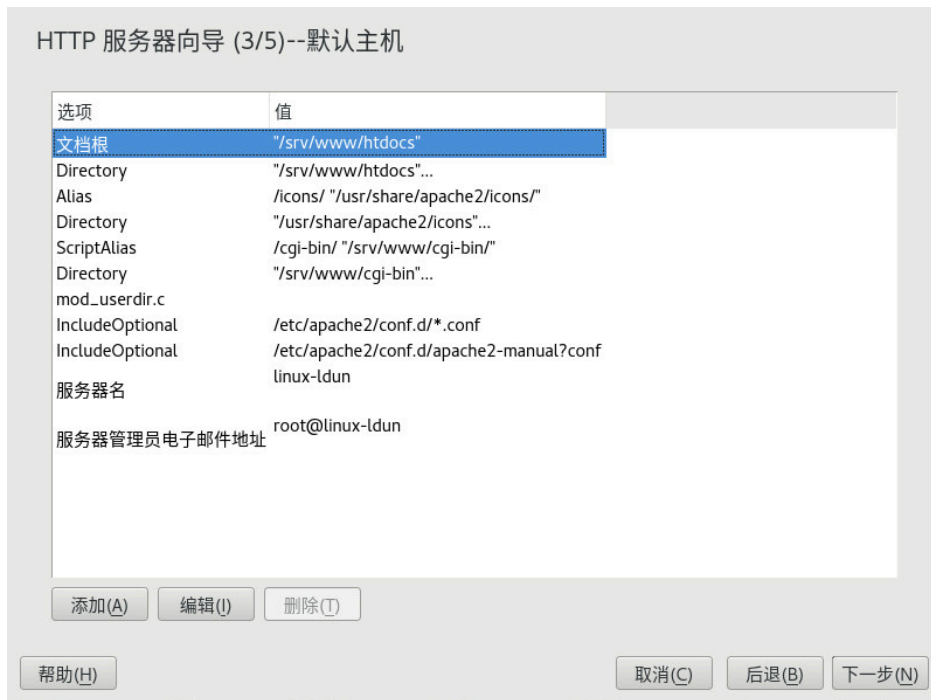 HTTP 服务器向导 (3/5)--默认主机
选项 值
文档根 "/srv/www/htdocs"
Directory "/srv/www/htdocs"...
Alias /icons/ "/usr/share/apache2/icons/"
Directory "/usr/share/apache2/icons"...
ScriptAlias /cgi-bin/ "/srv/www/cgi-bin/"
Directory "/srv/www/cgi-bin"...
mod_userdir.c
IncludeOptional /etc/apache2/conf.d/*.conf
IncludeOptional /etc/apache2/conf.d/apache2-manual?conf
服务器名 linux-ldun
服务器管理员电子邮件地址 root@linux-ldun
添加(A) 编辑(I) 删除(T)
帮助(H) 取消(C) 后退(B) 下一步(N)